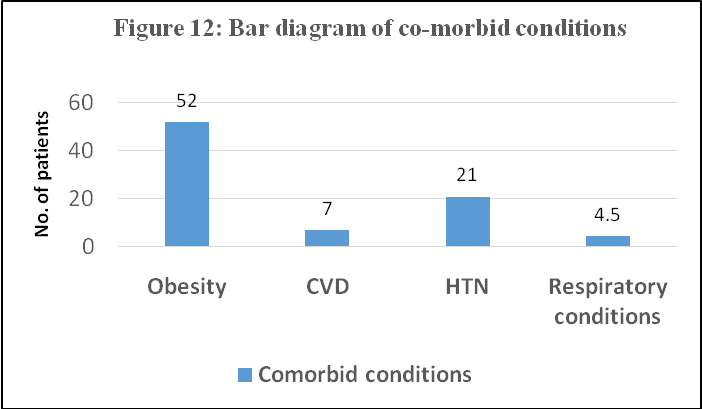 Figure 12: Bar diagram of co-morbid conditions
No. of patients
60
40
20
0
52
7
21
4.5
Obesity
CVD
HTN
Respiratory
conditions
Comorbid conditions